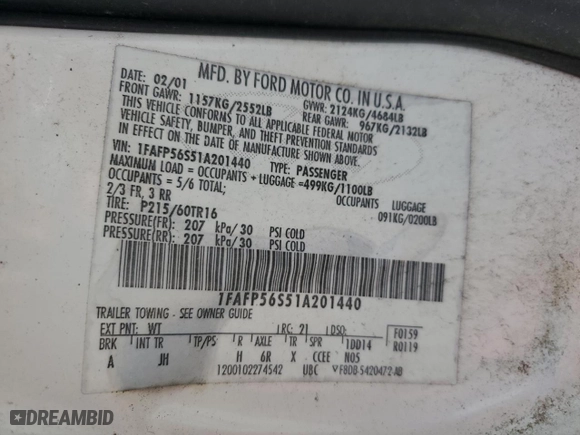 MFD. BY FORD MOTOR CO. IN U.S.A.
DATE: 02/01
GVWR: 2124KG/4684LB
FRONT GAWR: 1157KG/2552LB
REAR GAWR: 967KG/2132LB
THIS VEHICLE CONFORMS TO ALL APPLICABLE FEDERAL MOTOR
VEHICLE SAFETY, BUMPER, AND THEFT PREVENTION STANDARDS
IN EFFECT ON THE DATE OF MANUFACTURE SHOWN ABOVE.
VIN: 1FAFP56S51A201440 TYPE: PASSENGER
MAXIMUM LOAD = OCCUPANTS + LUGGAGE =499KG/1100LB
OCCUPANTS = 5/6 TOTAL; OCCUPANTS LUGGAGE
2/3 FR, 3 RR 091KG/0200LB
TIRE: P215/60TR16
PRESSURE(FR) 207 kPa/30 PSI COLD
PRESSURE(RR) 207 kPa/30 PSI COLD
1FAFP56S51A201440
TRAILER TOWING - SEE OWNER GUIDE
EXT PNT: WT RC: 21 DSO: F0159
BRK INT TR TP/PS R AXLE TR SPR 1DD14 R0119
A JH H 6R X CCEE N05
1200102274542 UBC F8DB-5420472-AB
DREAMBID
DREAMBID.COM